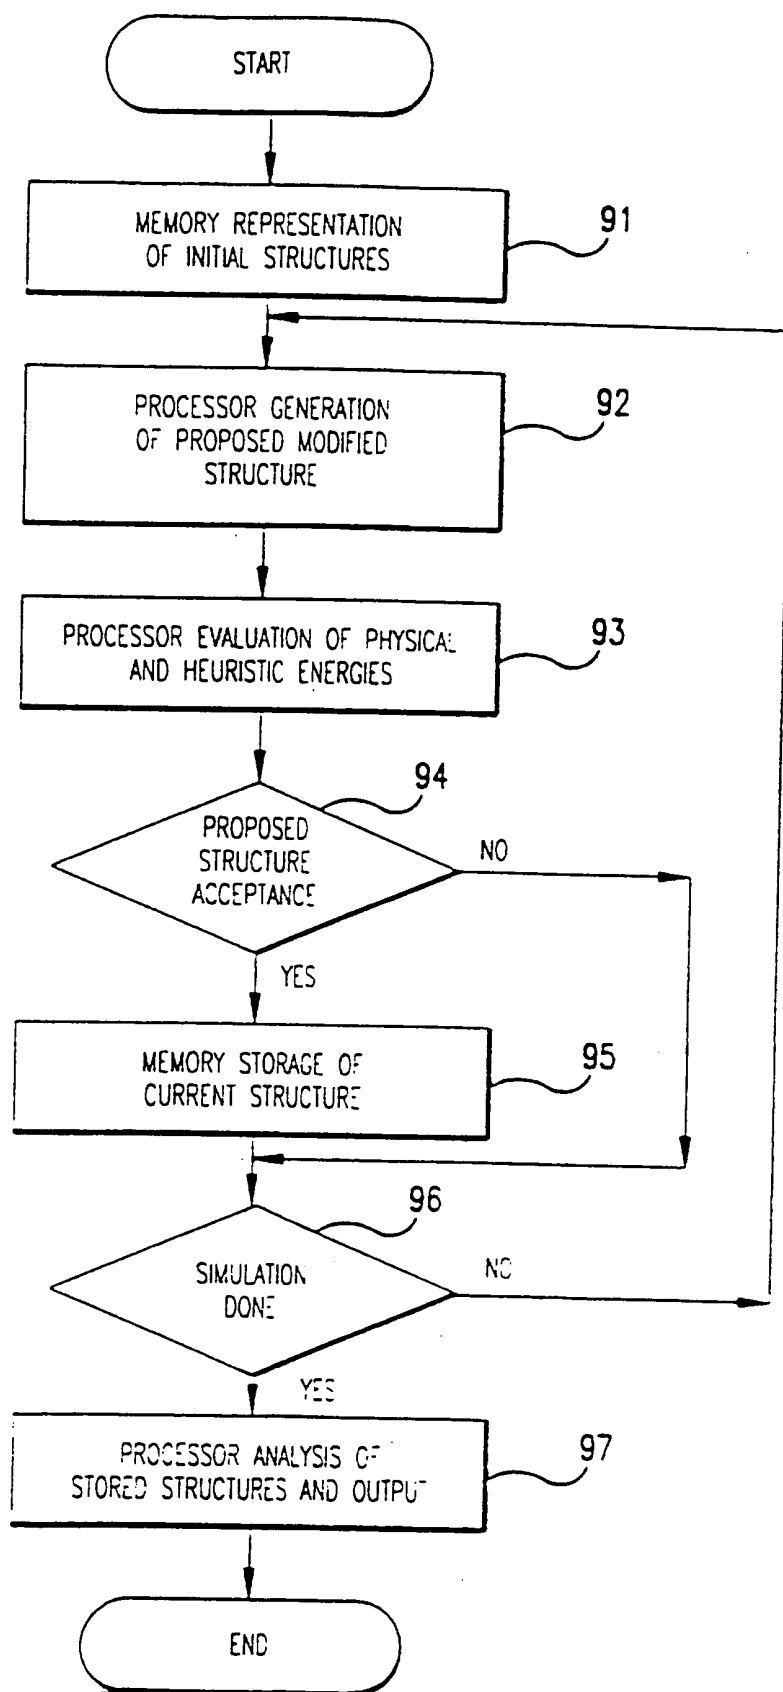 START
MEMORY REPRESENTATION
OF INITIAL STRUCTURES
91
PROCESSOR GENERATION
OF PROPOSED MODIFIED
STRUCTURE
92
PROCESSOR EVALUATION OF PHYSICAL
AND HEURISTIC ENERGIES
93
94
PROPOSED
STRUCTURE
ACCEPTANCE
NO
YES
MEMORY STORAGE OF
CURRENT STRUCTURE
95
96
SIMULATION
DONE
NO
YES
PROCESSOR ANALYSIS OF
STORED STRUCTURES AND OUTPUT
97
END